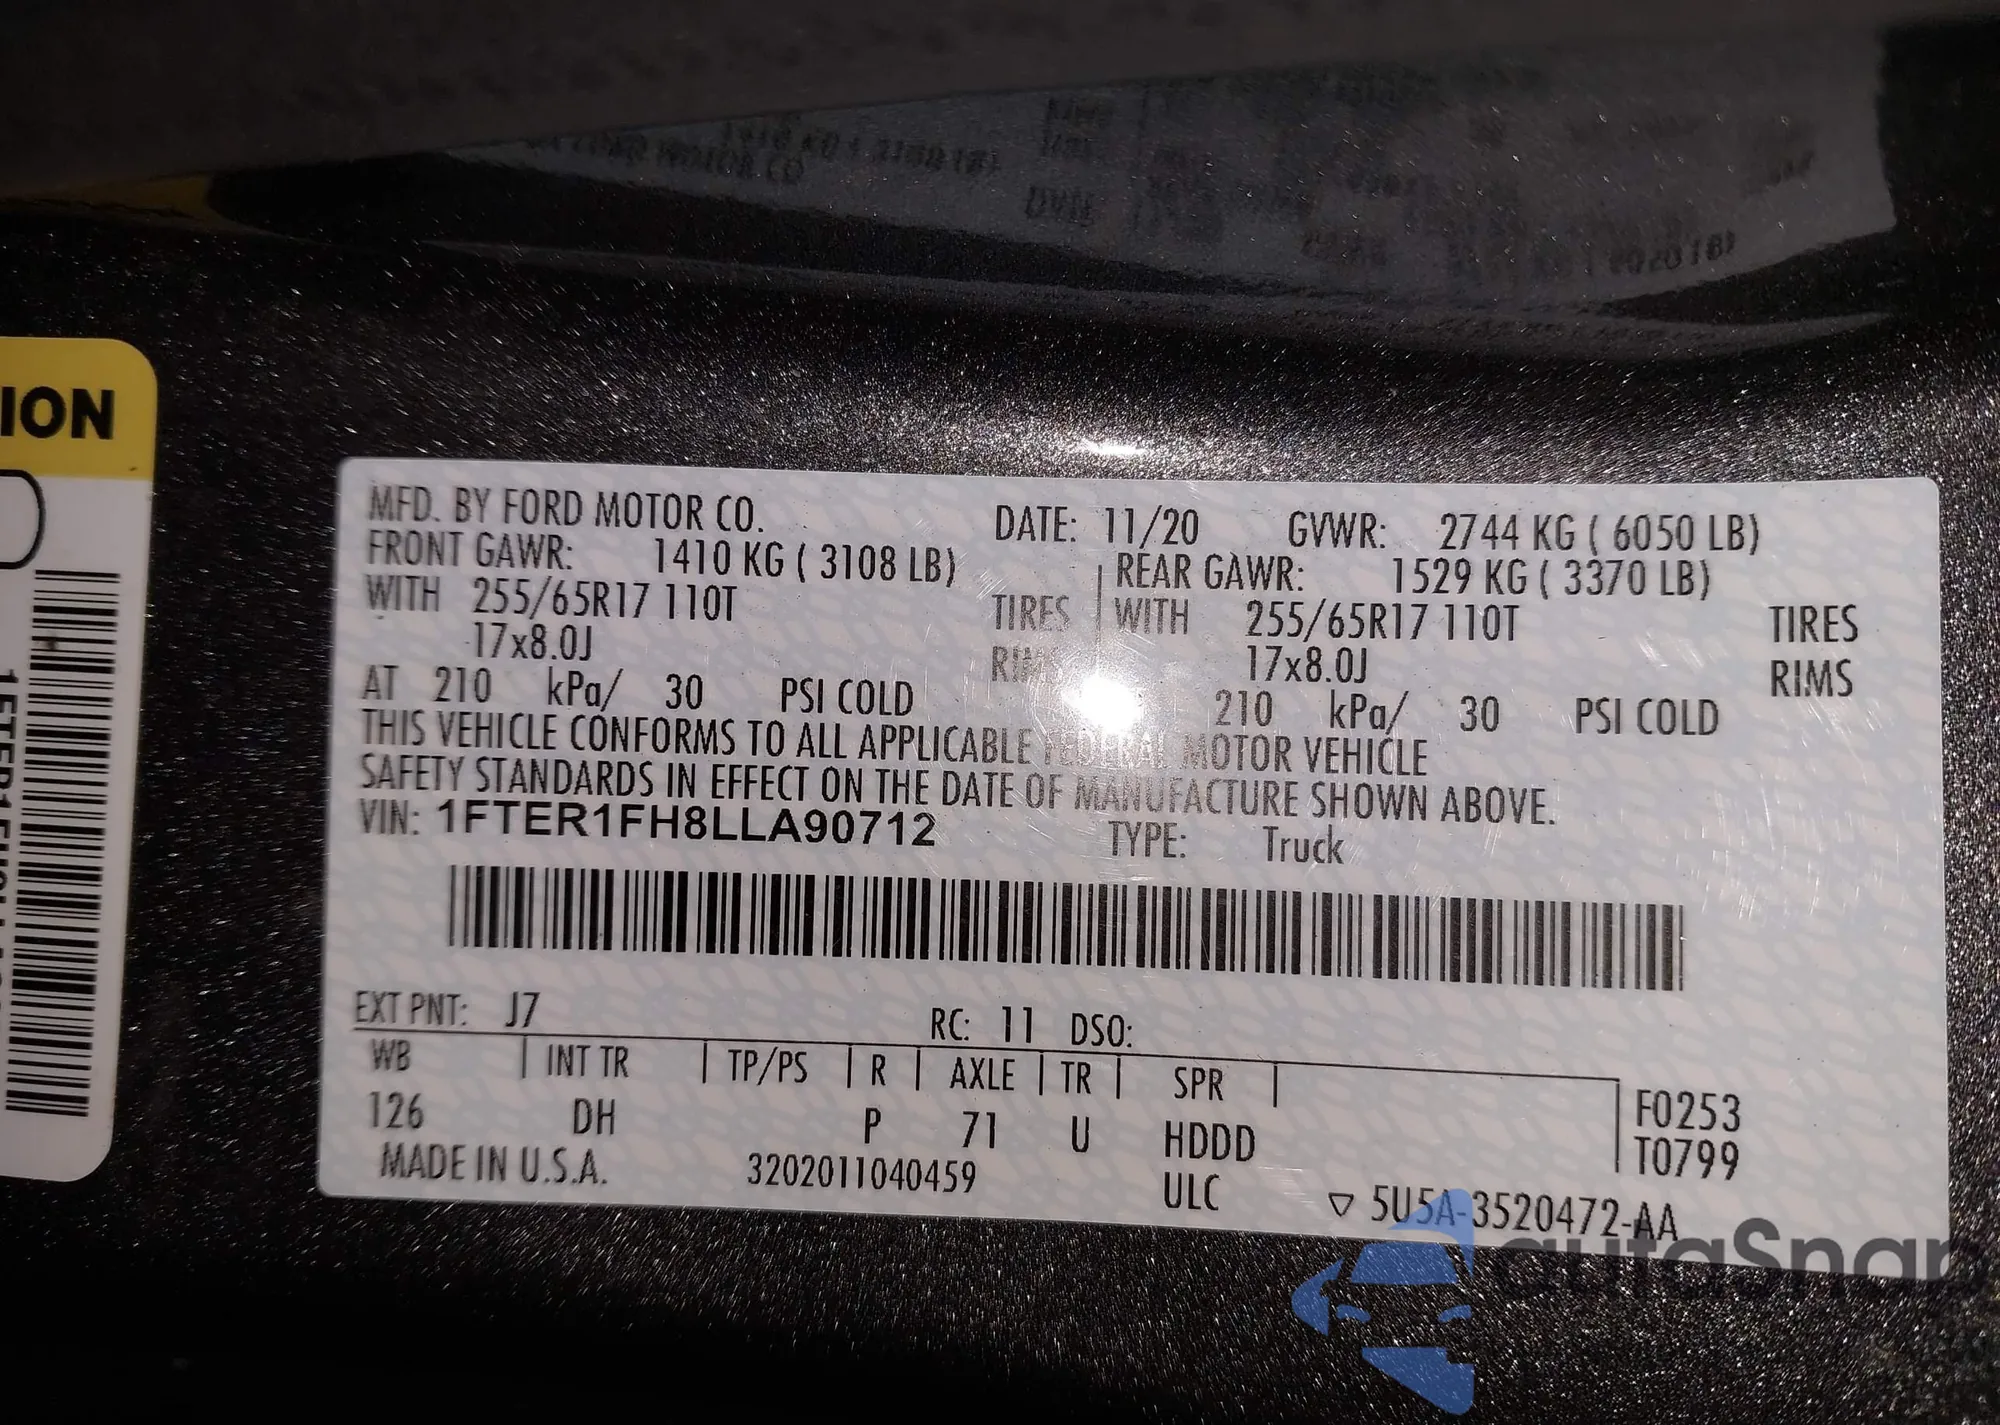 ION
1FTER1FH8LLA90
MFD. BY FORD MOTOR CO. DATE: 11/20 GVWR: 2744 KG ( 6050 LB)
FRONT GAWR: 1410 KG ( 3108 LB) REAR GAWR: 1529 KG ( 3370 LB)
WITH 255/65R17 110T TIRES WITH 255/65R17 110T TIRES
17x8.0J RIMS 17x8.0J RIMS
AT 210 kPa/ 30 PSI COLD 210 kPa/ 30 PSI COLD
THIS VEHICLE CONFORMS TO ALL APPLICABLE FEDERAL MOTOR VEHICLE
SAFETY STANDARDS IN EFFECT ON THE DATE OF MANUFACTURE SHOWN ABOVE.
VIN: 1FTER1FH8LLA90712 TYPE: Truck
EXT PNT: J7 RC: 11 DSO:
WB INT TR TP/PS R AXLE TR SPR
126 DH P 71 U HDDD F0253
MADE IN U.S.A. 3202011040459 ULC T0799
▽ 5U5A-3520472-AA
autaSnap